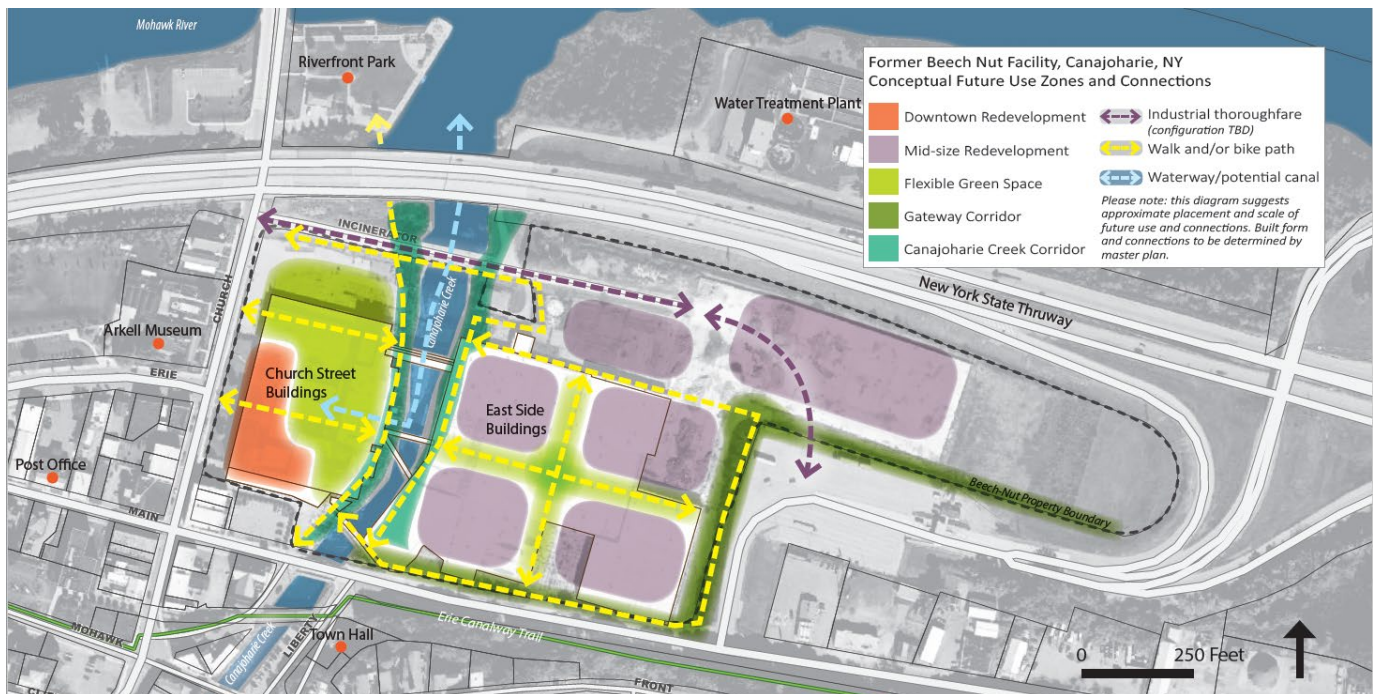 Mohawk River
Riverfront Park
Water Treatment Plant
Former Beech Nut Facility, Canajoharie, NY
Conceptual Future Use Zones and Connections
Downtown Redevelopment
Mid-size Redevelopment
Flexible Green Space
Gateway Corridor
Canajoharie Creek Corridor
Industrial thoroughfare
(configuration TBD)
Walk and/or bike path
Waterway/potential canal
Please note: this diagram suggests
approximate placement and scale of
future use and connections. Built form
and connections to be determined by
master plan.
INCINERATOR
CHURCH
Canajoharie Creek
New York State Thruway
Arkell Museum
ERIE
Church Street
Buildings
East Side
Buildings
Post Office
MAIN
Beech-Nut Property Boundary
MOHAWK
Canajoharie Creek
LIBERTY
Town Hall
Erie Canalway Trail
FRONT
0 250 Feet